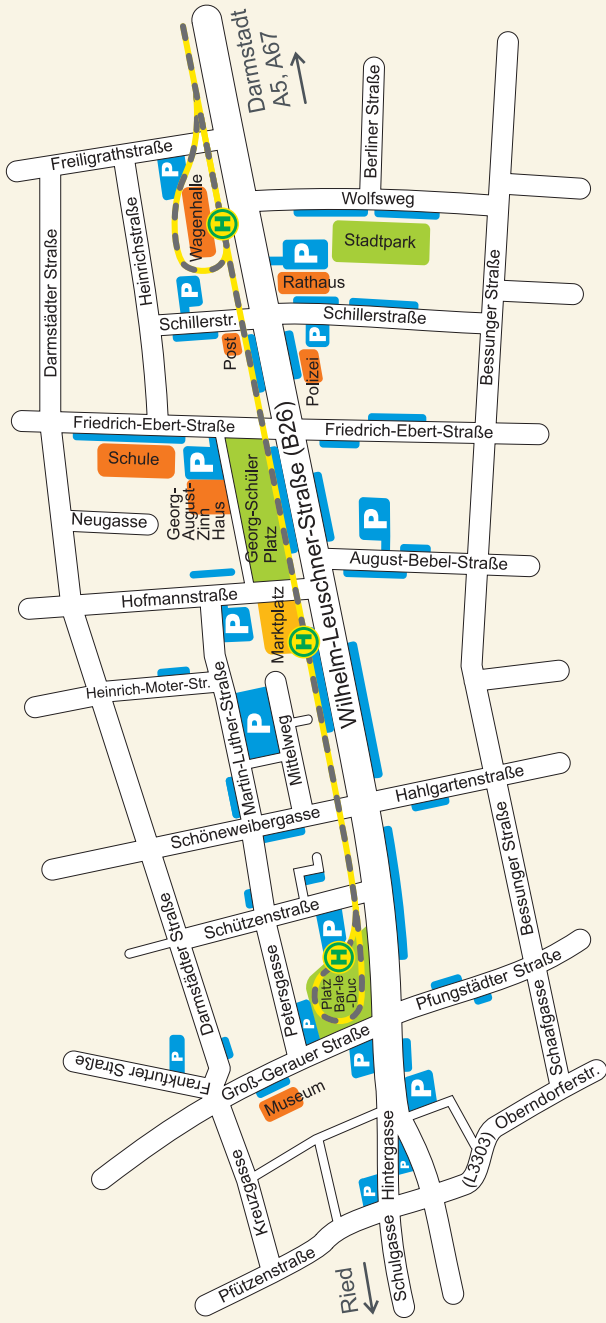 Darmstadt
A5, A67
Freiligrathstraße
Berliner Straße
P
Wagenhalle
H
Wolfsweg
Stadtpark
P
Rathaus
Darmstädter Straße
Heinrichstraße
P
Schillerstr.
Schillerstraße
Post
P
Polizei
Bessunger Straße
Friedrich-Ebert-Straße
Friedrich-Ebert-Straße
Schule
P
Georg-
August-
Zinn
Haus
Georg-Schüler
Platz
Wilhelm-Leuschner-Straße (B26)
Neugasse
P
August-Bebel-Straße
Hofmannstraße
P
Marktplatz
H
Heinrich-Moter-Str.
Martin-Luther-Straße
P
Mittelweg
Hahlgartenstraße
Schöneweibergasse
Bessunger Straße
Schützenstraße
Darnstädter Straße
Petersgasse
P
H
Platz
Bar-le
-Duc
P
Pfungstädter Straße
Schaafgasse
Frankfurter Straße
P
Groß-Gerauer Straße
Museum
P
P
Oberndorferstr.
(L3303)
Kreuzgasse
Hintergasse
P
P
Pfützenstraße
Schulgasse
Ried